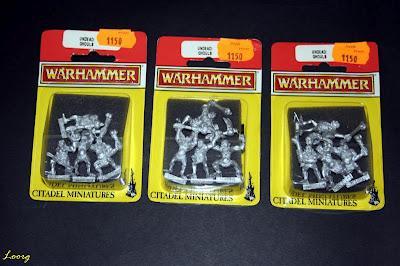 UNDEAD
GHOULS
1150
WARHAMMER
CITADEL MINIATURES
UNDEAD
GHOULS
1150
WARHAMMER
CITADEL MINIATURES
UNDEAD
GHOULS
1150
WARHAMMER
CITADEL MINIATURES
Loorg